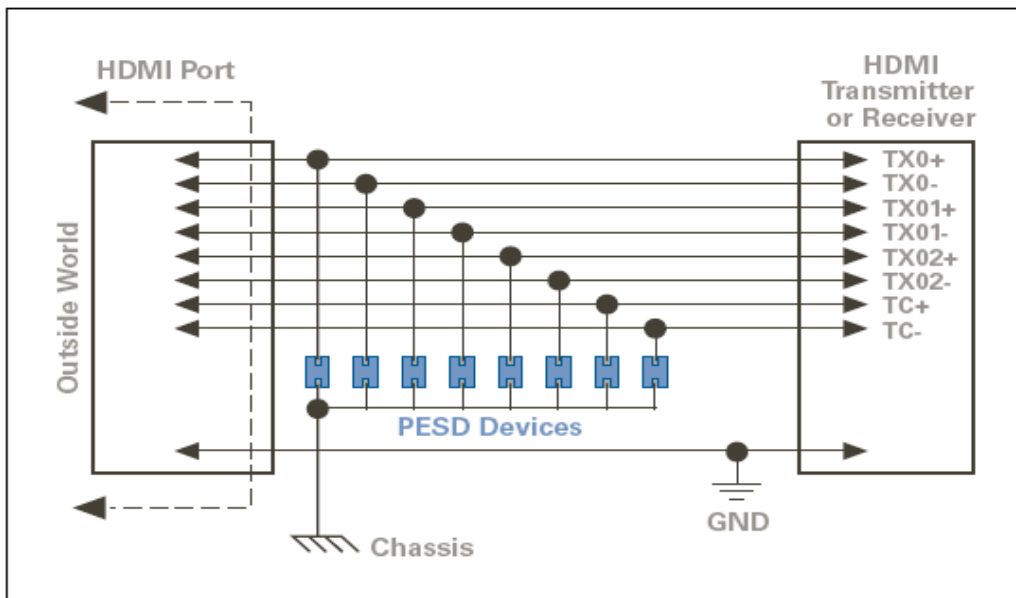 HDMI Port
HDMI
Transmitter
or Receiver
Outside World
TX0+
TX0-
TX01+
TX01-
TX02+
TX02-
TC+
TC-
PESD Devices
GND
Chassis